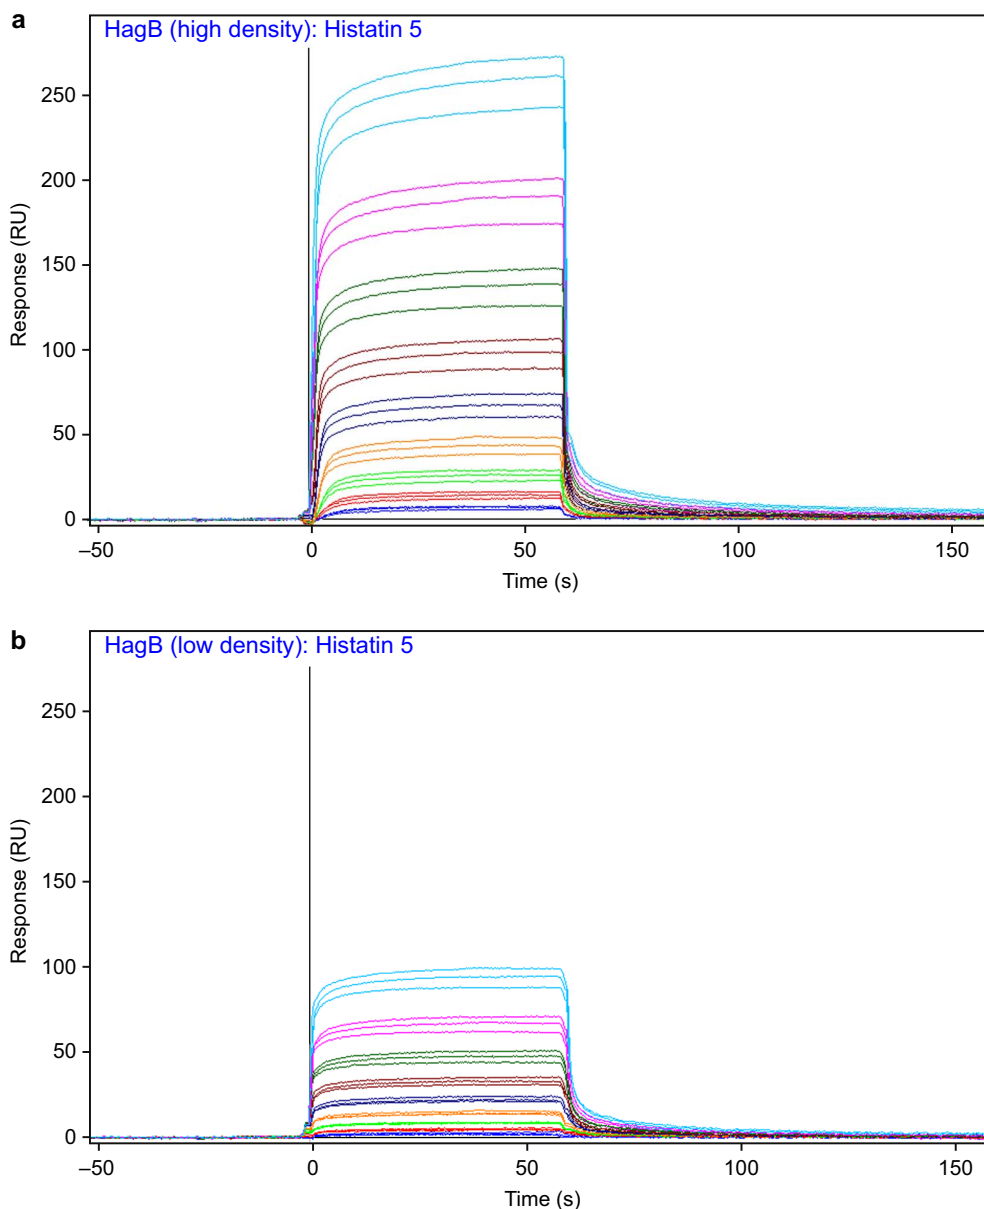 a
HagB (high density): Histatin 5
250
200
150
100
50
0
Response (RU)
–50 0 50 100 150
Time (s)
b
HagB (low density): Histatin 5
250
200
150
100
50
0
Response (RU)
–50 0 50 100 150
Time (s)